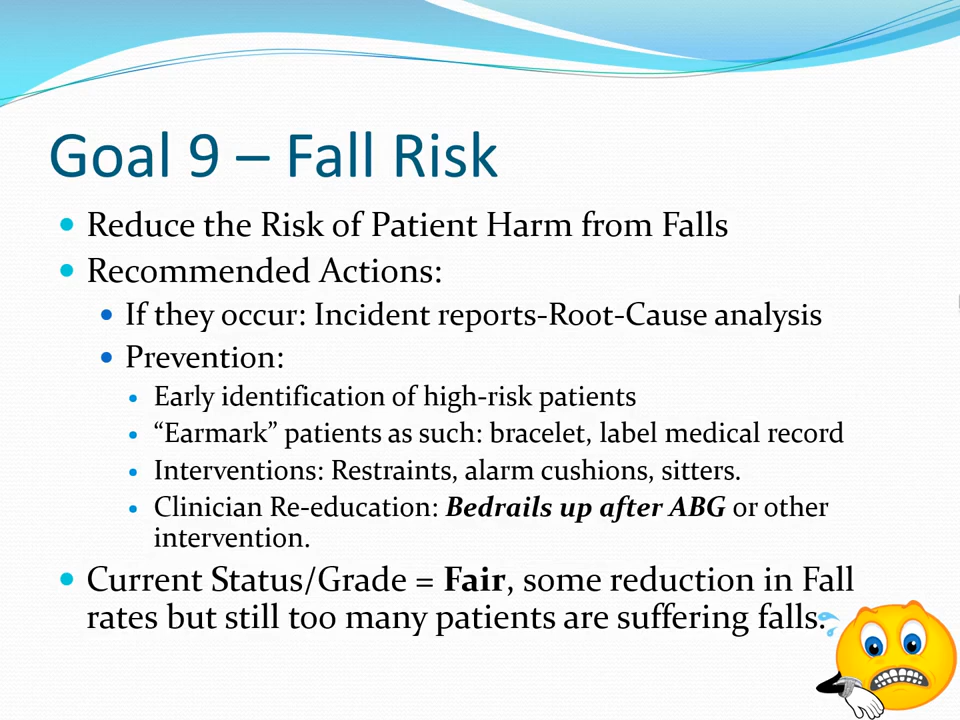 Goal 9 – Fall Risk
Reduce the Risk of Patient Harm from Falls
Recommended Actions:
If they occur: Incident reports-Root-Cause analysis
Prevention:
Early identification of high-risk patients
“Earmark” patients as such: bracelet, label medical record
Interventions: Restraints, alarm cushions, sitters.
Clinician Re-education: Bedrails up after ABG or other
intervention.
Current Status/Grade = Fair, some reduction in Fall
rates but still too many patients are suffering falls.